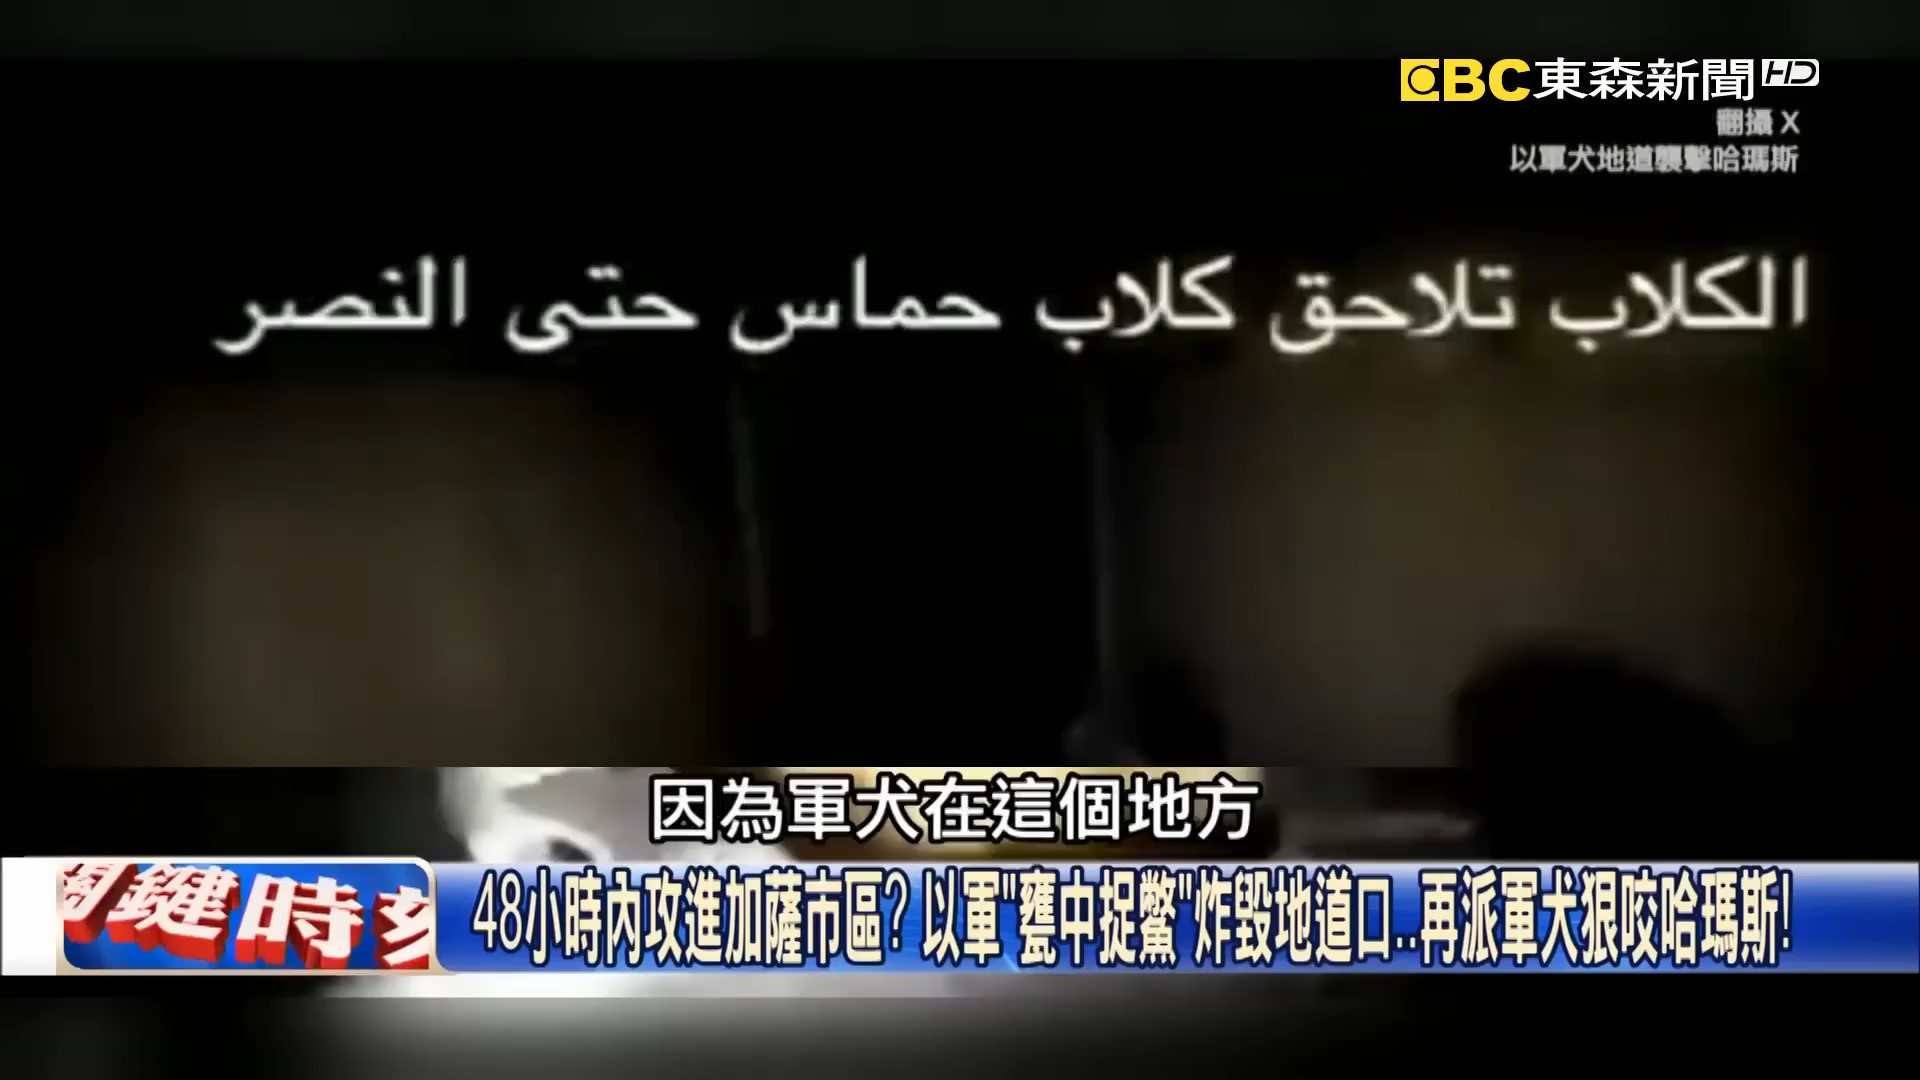 EBC東森新聞HD
翻攝X
以軍犬地道襲擊哈瑪斯
الكلاب تلاحق كلاب حماس حتى النصر
因為軍犬在這個地方
關鍵時刻
48小時內攻進加薩市區?以軍"甕中捉鱉"炸毀地道口..再派軍犬狠咬哈瑪斯!